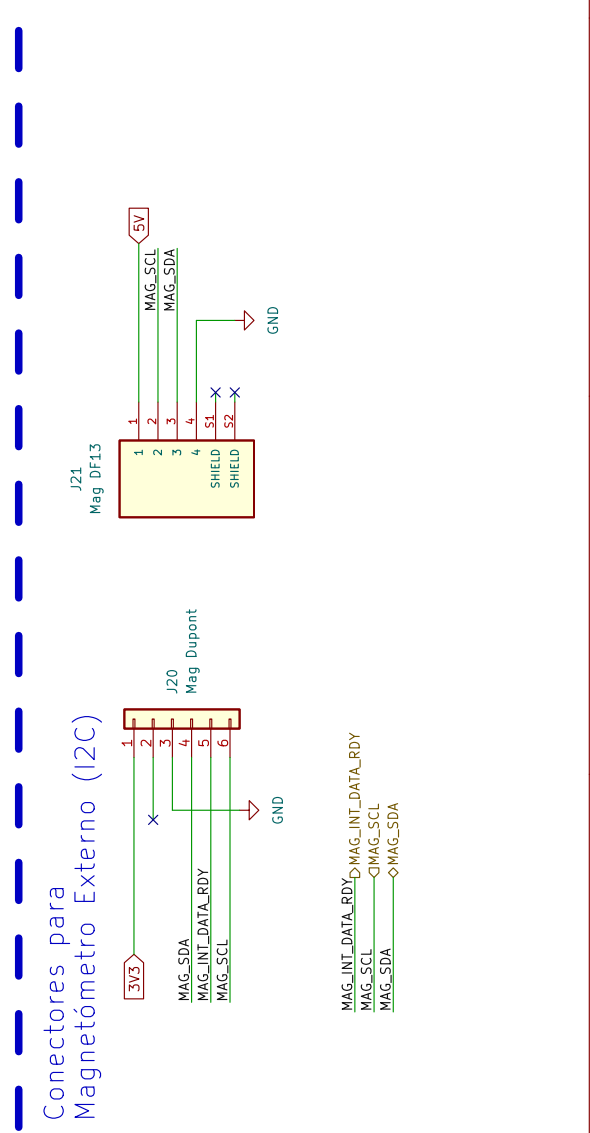 Conectores para
Magnetómetro Externo (I2C)
3V3
MAG_SDA
MAG_INT_DATA_RDY
MAG_SCL
GND
1
2
3
4
5
6
J20
Mag Dupont
J21
Mag DF13
1
2
3
4
SHIELD
SHIELD
1
2
3
4
S1
S2
5V
MAG_SCL
MAG_SDA
GND
MAG_INT_DATA_RDY
MAG_SCL
MAG_SDA
MAG_INT_DATA_RDY
MAG_SCL
MAG_SDA